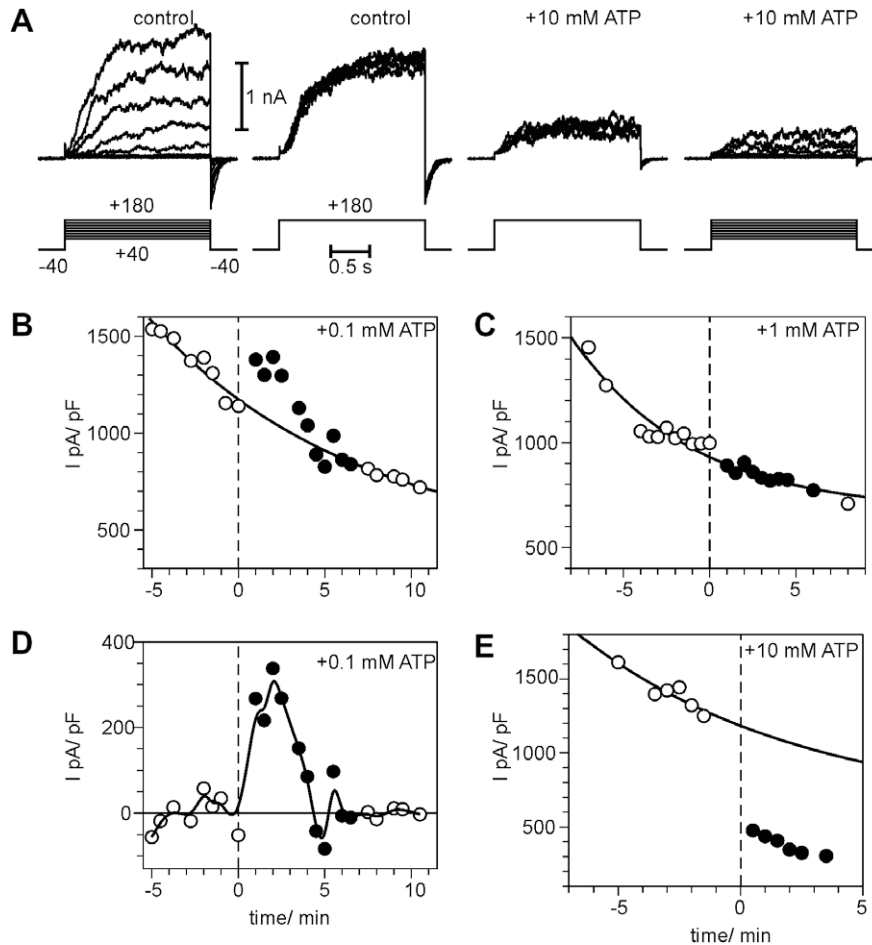 A
control
control
+10 mM ATP
+10 mM ATP
1 nA
+180
+180
-40
+40
-40
0.5 s
B
+0.1 mM ATP
I pA/ pF
1500
1000
500
-5
0
5
10
C
+1 mM ATP
I pA/ pF
1500
1000
500
-5
0
5
D
+0.1 mM ATP
I pA/ pF
400
200
0
-5
0
5
10
time/ min
E
+10 mM ATP
I pA/ pF
1500
1000
500
-5
0
5
time/ min